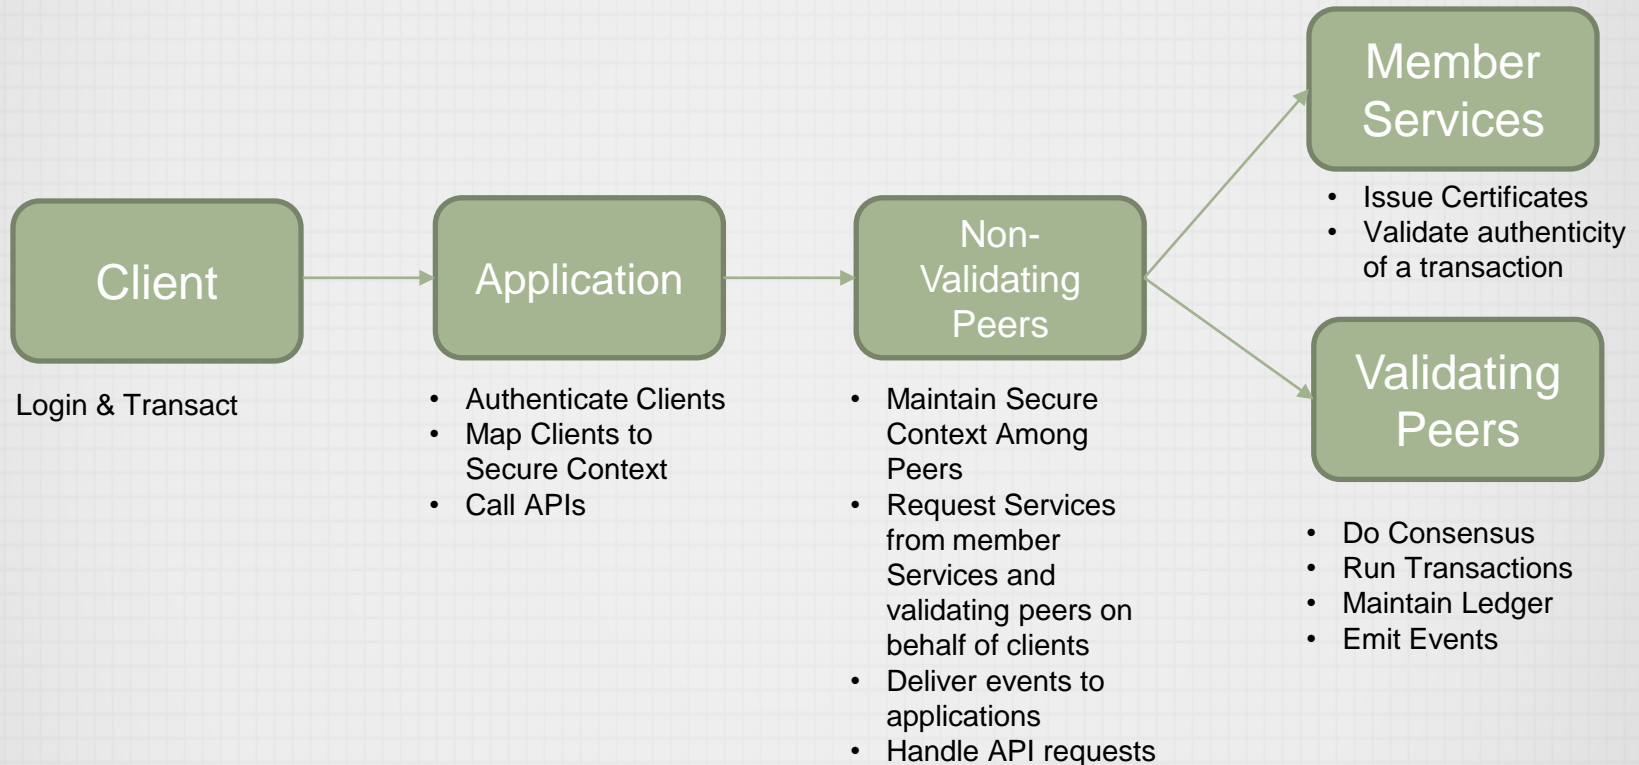 Client
Login & Transact
Application
• Authenticate Clients
• Map Clients to
Secure Context
• Call APIs
Non-
Validating
Peers
• Maintain Secure
Context Among
Peers
• Request Services
from member
Services and
validating peers on
behalf of clients
• Deliver events to
applications
• Handle API requests
Member
Services
• Issue Certificates
• Validate authenticity
of a transaction
Validating
Peers
• Do Consensus
• Run Transactions
• Maintain Ledger
• Emit Events